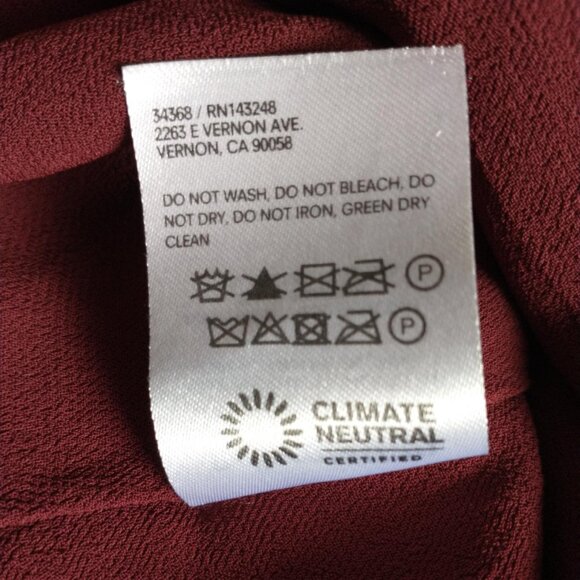 34368 / RN143248
2263 E VERNON AVE.
VERNON, CA 90058
DO NOT WASH, DO NOT BLEACH, DO
NOT DRY, DO NOT IRON, GREEN DRY
CLEAN
P
P
CLIMATE
NEUTRAL
CERTIFIED